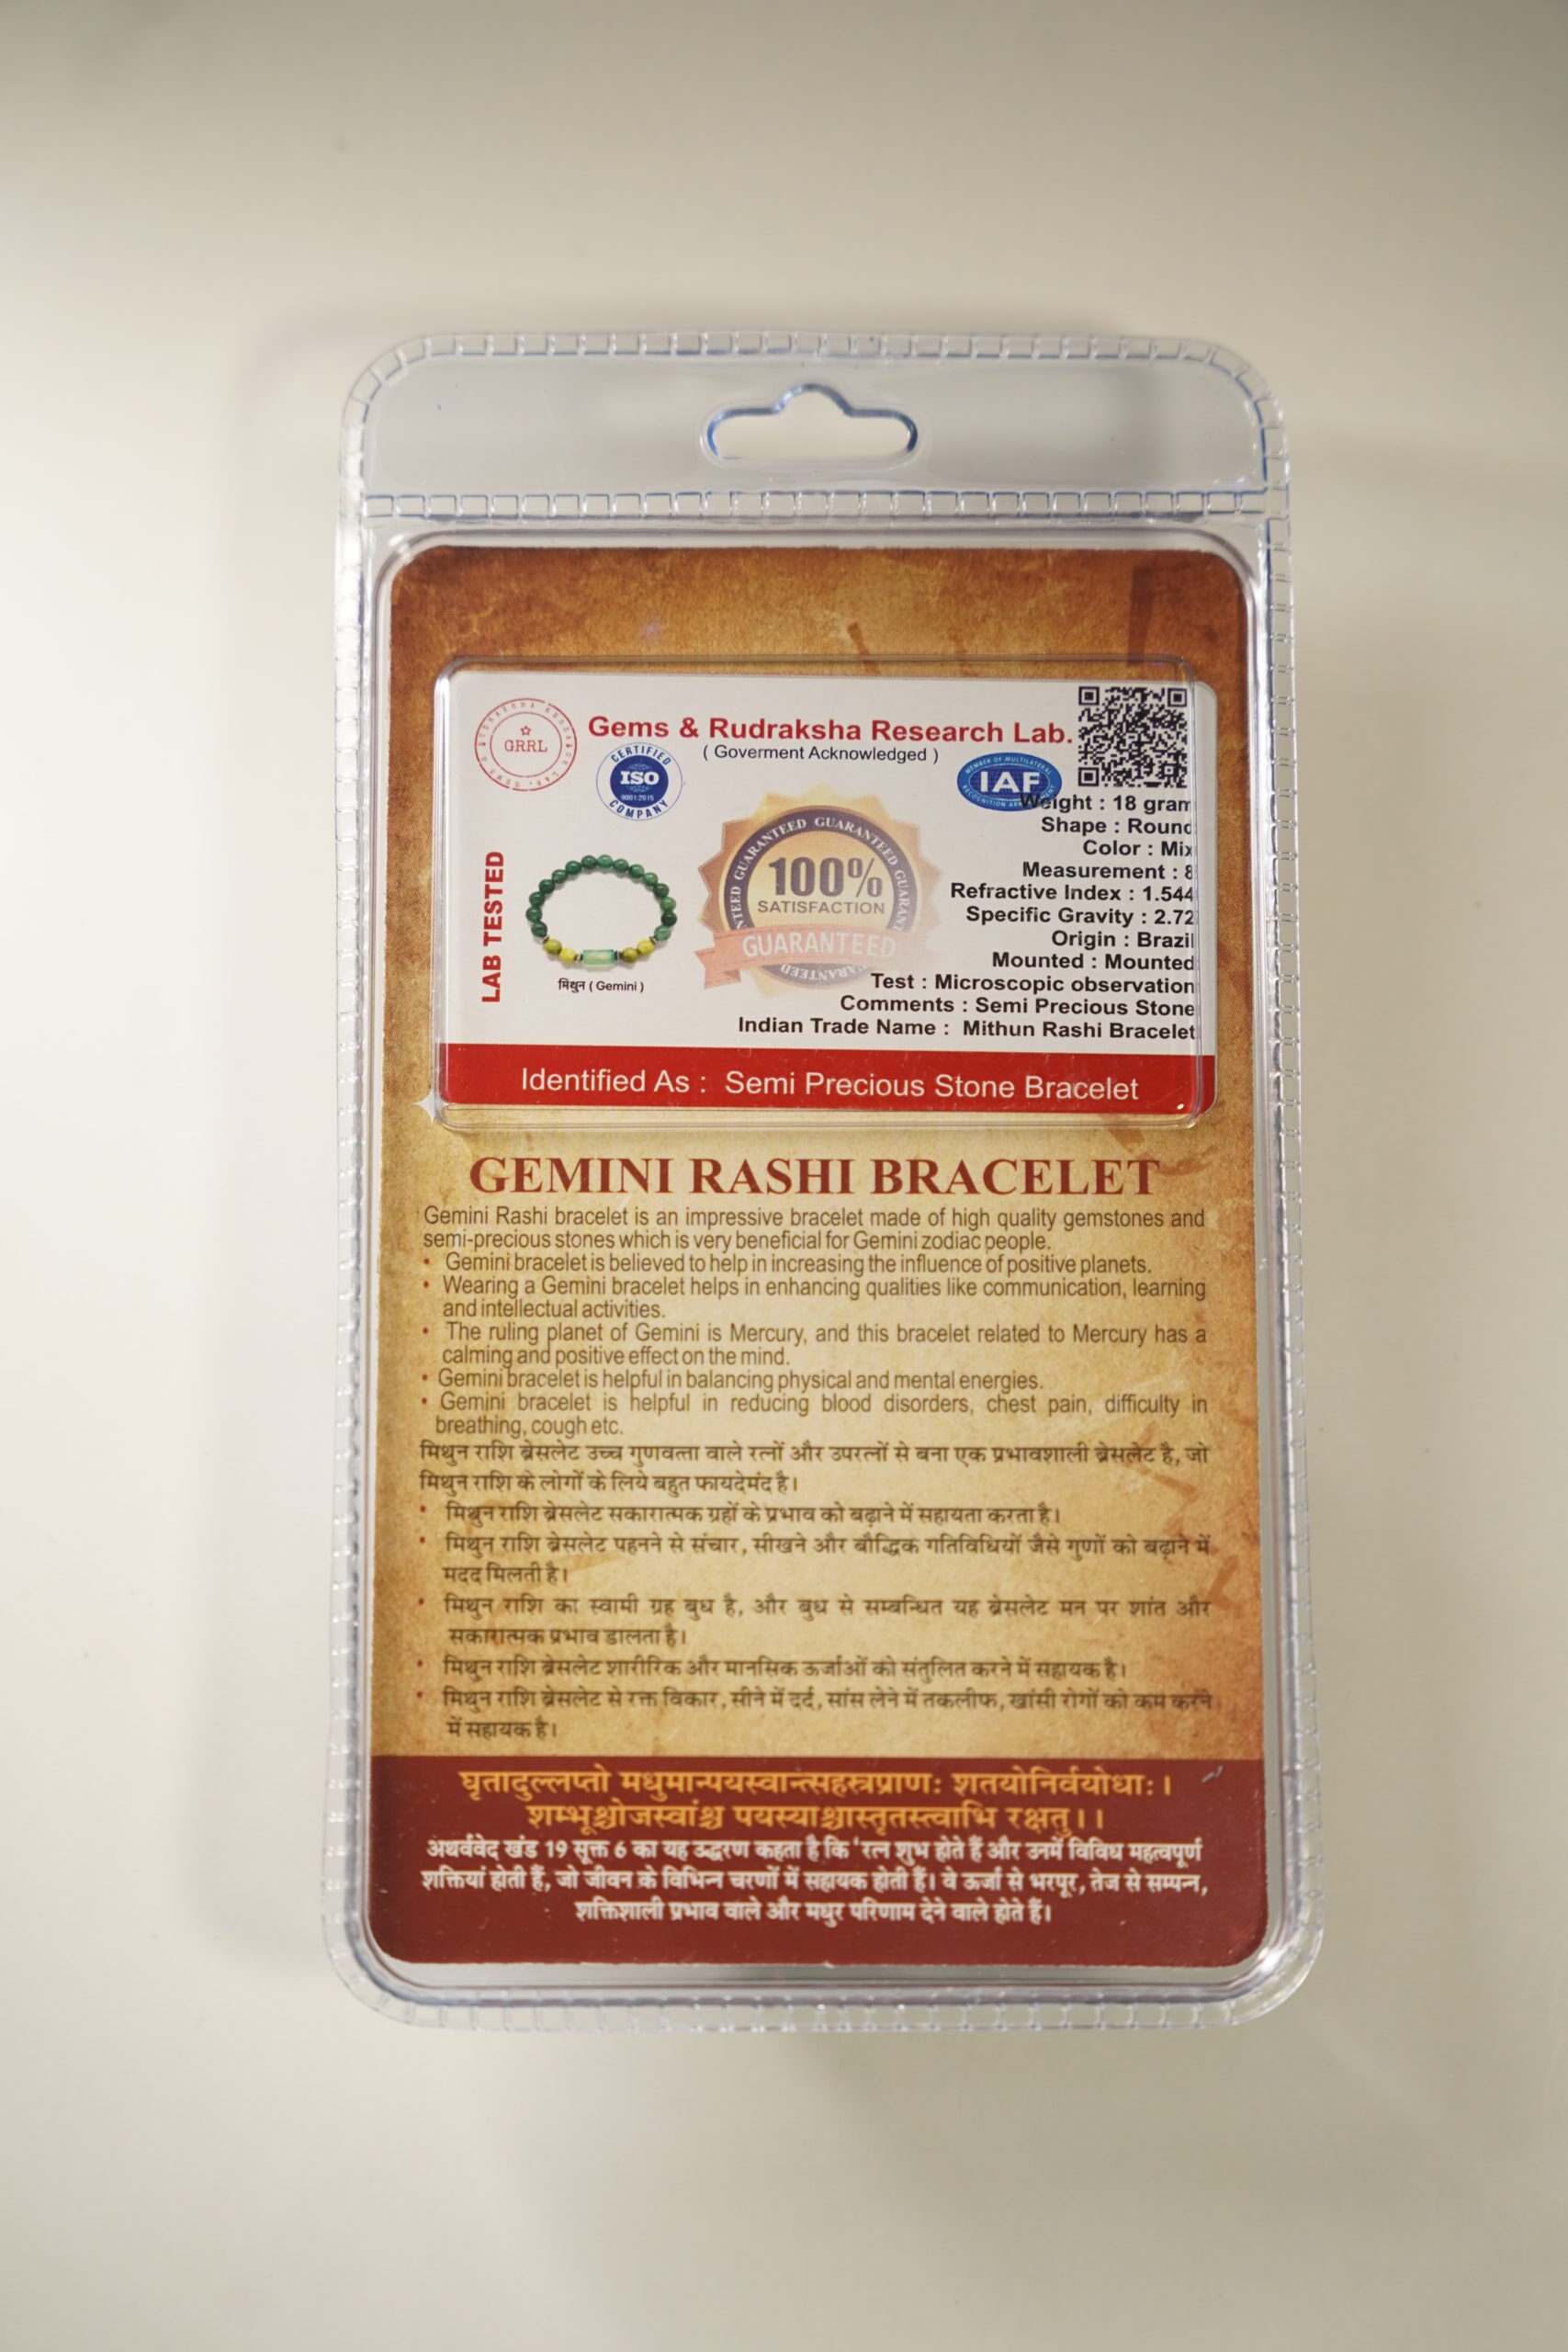 GRRL
Gems & Rudraksha Research Lab.
( Goverment Acknowledged )
CERTIFIED
ISO
9001:2015
COMPANY
MEMBER OF MULTILATERAL
IAF
RECOGNITION
Weight : 18 gram
Shape : Round
Color : Mix
Measurement : 8
Refractive Index : 1.544
Specific Gravity : 2.72
Origin : Brazil
Mounted : Mounted
Test : Microscopic observation
Comments : Semi Precious Stone
Indian Trade Name : Mithun Rashi Bracelet
LAB TESTED
मिथुन ( Gemini )
GUARANTEED GUARANTEED
100%
SATISFACTION
GUARANTEED
Identified As : Semi Precious Stone Bracelet
GEMINI RASHI BRACELET
Gemini Rashi bracelet is an impressive bracelet made of high quality gemstones and
semi-precious stones which is very beneficial for Gemini zodiac people.
• Gemini bracelet is believed to help in increasing the influence of positive planets.
• Wearing a Gemini bracelet helps in enhancing qualities like communication, learning
and intellectual activities.
• The ruling planet of Gemini is Mercury, and this bracelet related to Mercury has a
calming and positive effect on the mind.
• Gemini bracelet is helpful in balancing physical and mental energies.
• Gemini bracelet is helpful in reducing blood disorders, chest pain, difficulty in
breathing, cough etc.
मिथुन राशि ब्रेसलेट उच्च गुणवत्ता वाले रत्नों और उपरत्नों से बना एक प्रभावशाली ब्रेसलेट है, जो
मिथुन राशि के लोगों के लिये बहुत फायदेमंद है।
• मिथुन राशि ब्रेसलेट सकारात्मक ग्रहों के प्रभाव को बढ़ाने में सहायता करता है।
• मिथुन राशि ब्रेसलेट पहनने से संचार, सीखने और बौद्धिक गतिविधियों जैसे गुणों को बढ़ाने में
मदद मिलती है।
• मिथुन राशि का स्वामी ग्रह बुध है, और बुध से सम्बन्धित यह ब्रेसलेट मन पर शांत और
सकारात्मक प्रभाव डालता है।
• मिथुन राशि ब्रेसलेट शारीरिक और मानसिक ऊर्जाओं को संतुलित करने में सहायक है।
• मिथुन राशि ब्रेसलेट से रक्त विकार, सीने में दर्द, सांस लेने में तकलीफ, खांसी रोगों को कम करने
में सहायक है।
घृतादुल्लप्तो मधुमान्पयस्वान्त्सहस्त्रप्राणः शतयोनिर्वयोधाः।
शम्भूश्चोजस्वांश्च पयस्याश्चास्तृतस्त्वाभि रक्षतु।।
अथर्ववेद खंड 19 सूक्त 6 का यह उद्धरण कहता है कि 'रत्न शुभ होते हैं और उनमें विविध महत्वपूर्ण
शक्तियां होती हैं, जो जीवन के विभिन्न चरणों में सहायक होती हैं। वे ऊर्जा से भरपूर, तेज से सम्पन्न,
शक्तिशाली प्रभाव वाले और मधुर परिणाम देने वाले होते हैं।